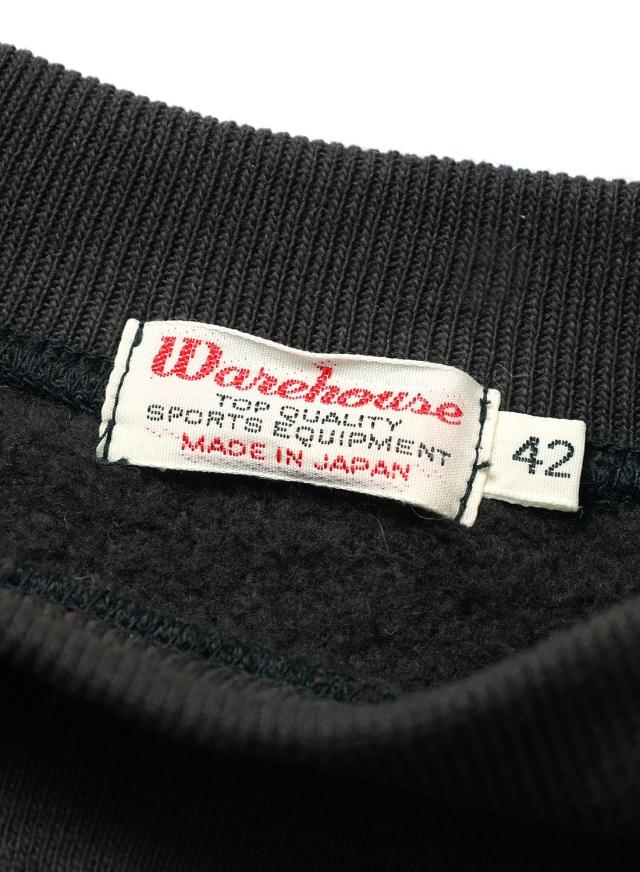 Warehouse
TOP QUALITY
SPORTS EQUIPMENT
MADE IN JAPAN
42